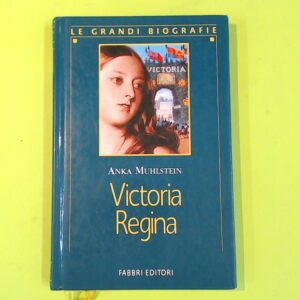 LE GRANDI BIOGRAFIE
VICTORIA
ANKA MUHLSTEIN
Victoria
Regina
FABBRI EDITORI